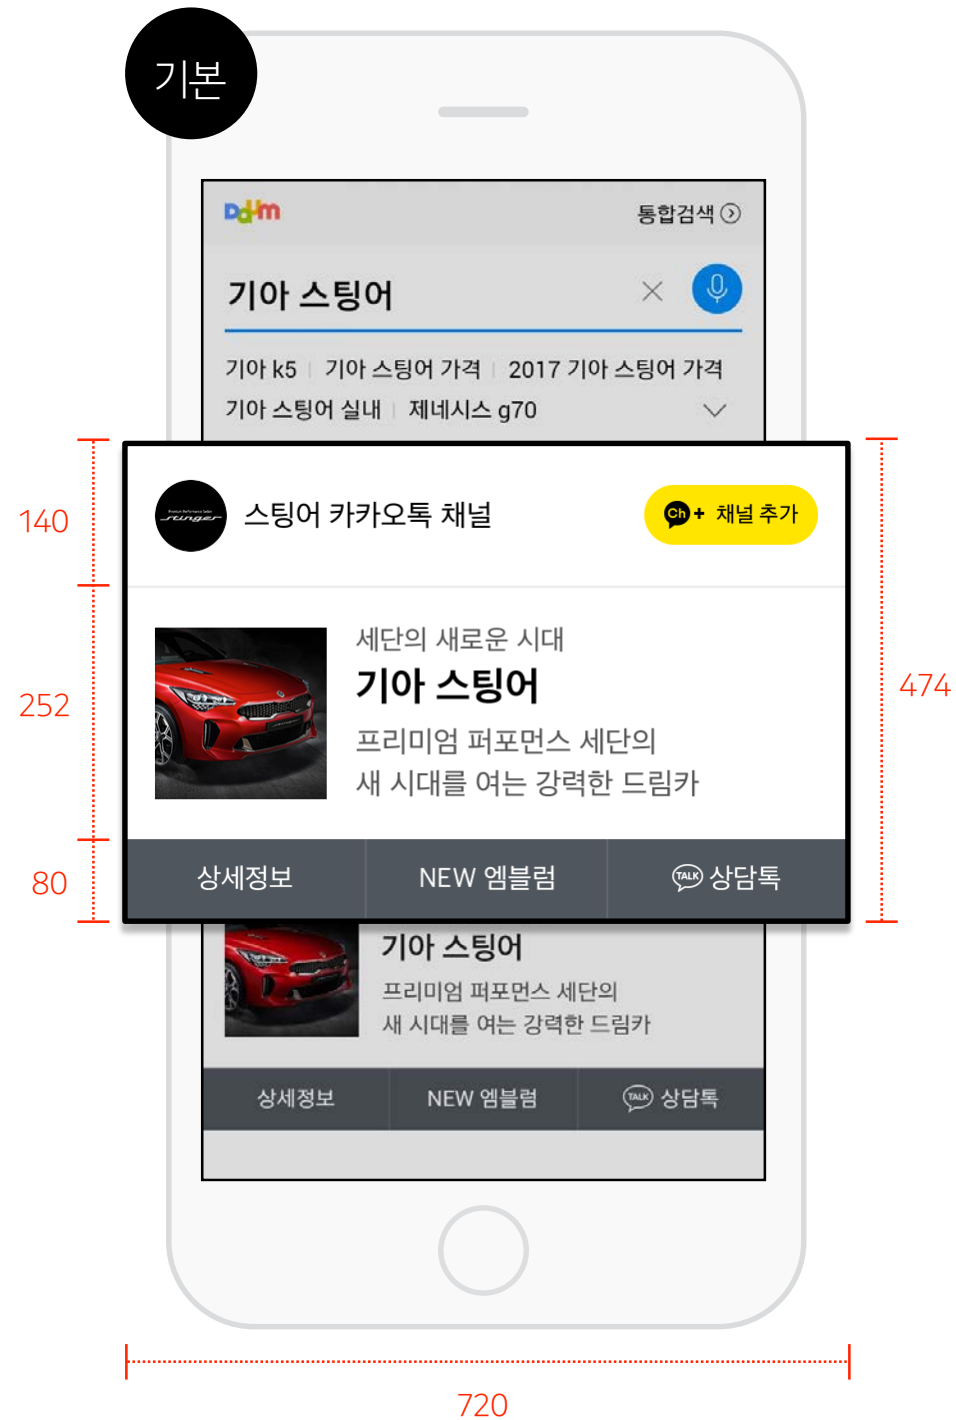 기본
Daum
통합검색
기아 스팅어
기아 k5 기아 스팅어 가격 2017 기아 스팅어 가격
기아 스팅어 실내 제네시스 g70
140
stinger
스팅어 카카오톡 채널
Ch+ 채널 추가
252
474
세단의 새로운 시대
기아 스팅어
프리미엄 퍼포먼스 세단의
새 시대를 여는 강력한 드림카
80
상세정보 NEW 엠블럼 TALK 상담톡
기아 스팅어
프리미엄 퍼포먼스 세단의
새 시대를 여는 강력한 드림카
상세정보 NEW 엠블럼 TALK 상담톡
720